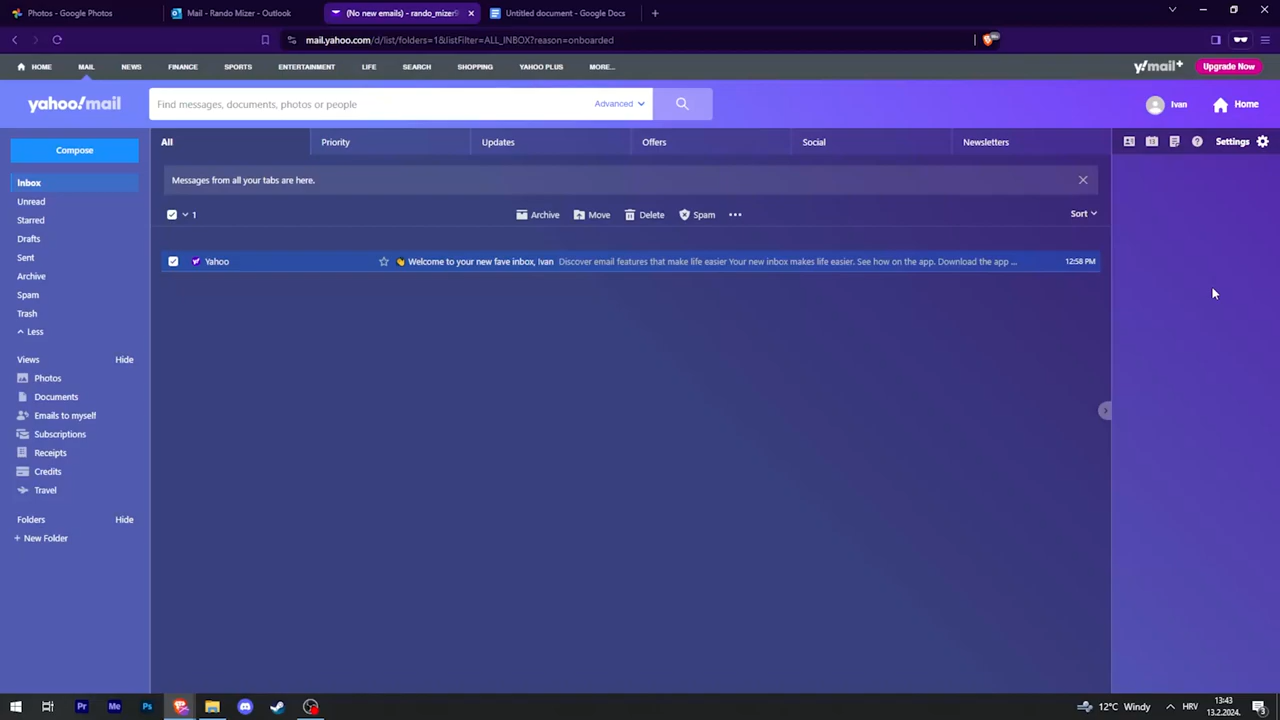 Photos - Google Photos
Mail - Rando Mizer - Outlook
(No new emails) - rando_mizer
Untitled document - Google Docs
mail.yahoo.com/d/list/folders=1&listFilter=ALL_INBOX?reason=onboarded
HOME MAIL NEWS FINANCE SPORTS ENTERTAINMENT LIFE SEARCH SHOPPING YAHOO PLUS MORE... y!mail+ Upgrade Now
yahoo!mail Find messages, documents, photos or people Advanced Ivan Home
Compose
All Priority Updates Offers Social Newsletters
Settings
Messages from all your tabs are here.
1 Archive Move Delete Spam ••• Sort
Yahoo 👋 Welcome to your new fave inbox, Ivan Discover email features that make life easier Your new inbox makes life easier. See how on the app. Download the app ... 12:58 PM
Inbox
Unread
Starred
Drafts
Sent
Archive
Spam
Trash
Less
Views Hide
Photos
Documents
Emails to myself
Subscriptions
Receipts
Credits
Travel
Folders Hide
+ New Folder
Pr Me Ps
12°C Windy
HRV
13:43
13.2.2024.
3